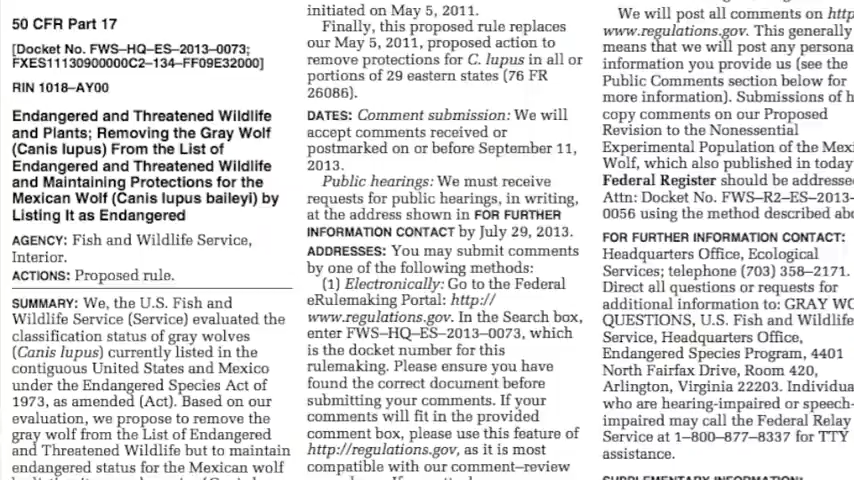 50 CFR Part 17
[Docket No. FWS–HQ–ES–2013–0073;
FXES11130900000C2–134–FF09E32000]
RIN 1018–AY00
Endangered and Threatened Wildlife
and Plants; Removing the Gray Wolf
(Canis lupus) From the List of
Endangered and Threatened Wildlife
and Maintaining Protections for the
Mexican Wolf (Canis lupus baileyi) by
Listing It as Endangered
AGENCY: Fish and Wildlife Service,
Interior.
ACTIONS: Proposed rule.
SUMMARY: We, the U.S. Fish and
Wildlife Service (Service) evaluated the
classification status of gray wolves
(Canis lupus) currently listed in the
contiguous United States and Mexico
under the Endangered Species Act of
1973, as amended (Act). Based on our
evaluation, we propose to remove the
gray wolf from the List of Endangered
and Threatened Wildlife but to maintain
endangered status for the Mexican wolf
initiated on May 5, 2011.
Finally, this proposed rule replaces
our May 5, 2011, proposed action to
remove protections for C. lupus in all or
portions of 29 eastern states (76 FR
26086).
DATES: Comment submission: We will
accept comments received or
postmarked on or before September 11,
2013.
Public hearings: We must receive
requests for public hearings, in writing,
at the address shown in FOR FURTHER
INFORMATION CONTACT by July 29, 2013.
ADDRESSES: You may submit comments
by one of the following methods:
(1) Electronically: Go to the Federal
eRulemaking Portal: http://
www.regulations.gov. In the Search box,
enter FWS–HQ–ES–2013–0073, which
is the docket number for this
rulemaking. Please ensure you have
found the correct document before
submitting your comments. If your
comments will fit in the provided
comment box, please use this feature of
http://regulations.gov, as it is most
compatible with our comment–review
We will post all comments on http
www.regulations.gov. This generally
means that we will post any persona
information you provide us (see the
Public Comments section below for
more information). Submissions of h
copy comments on our Proposed
Revision to the Nonessential
Experimental Population of the Mexi
Wolf, which also published in today
Federal Register should be addresse
Attn: Docket No. FWS–R2–ES–2013–
0056 using the method described abo
FOR FURTHER INFORMATION CONTACT:
Headquarters Office, Ecological
Services; telephone (703) 358–2171.
Direct all questions or requests for
additional information to: GRAY WO
QUESTIONS, U.S. Fish and Wildlife
Service, Headquarters Office,
Endangered Species Program, 4401
North Fairfax Drive, Room 420,
Arlington, Virginia 22203. Individua
who are hearing-impaired or speech-
impaired may call the Federal Relay
Service at 1–800–877–8337 for TTY
assistance.
SUPPLEMENTARY INFORMATION: